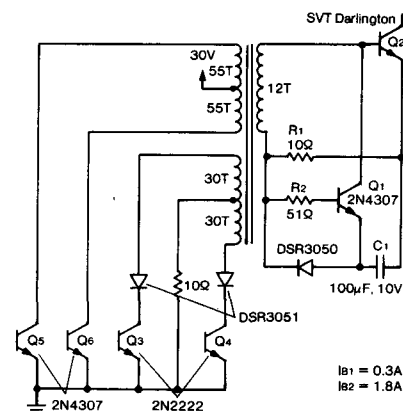 SVT Darlington
Q2
30V
55T
55T
12T
R1
10Ω
R2
51Ω
Q1
2N4307
30T
30T
10Ω
DSR3050
C1
100μF, 10V
DSR3051
Q5
Q6
Q3
Q4
2N4307
2N2222
IB1 = 0.3A
IB2 = 1.8A